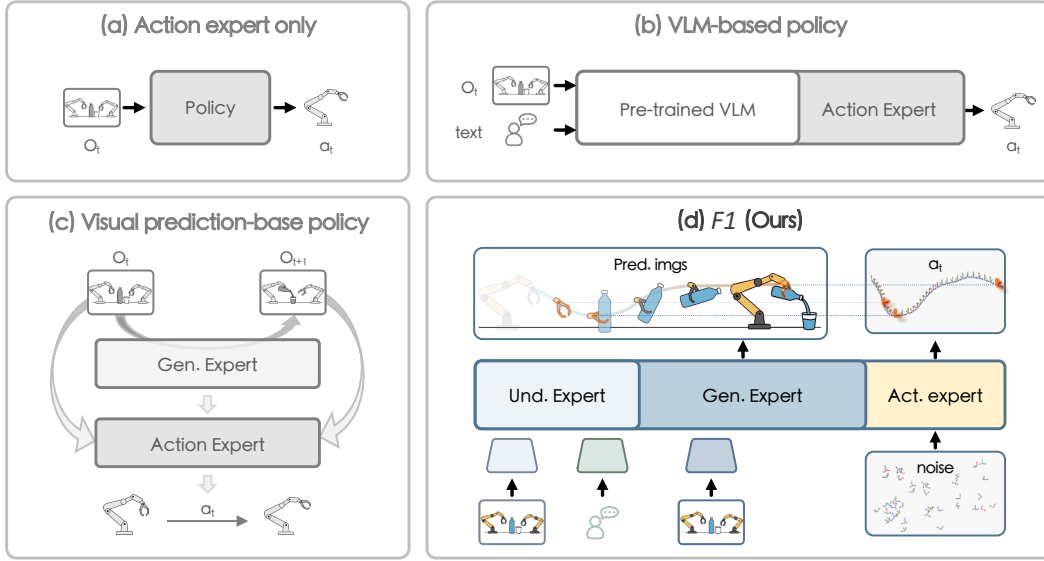 (a) Action expert only
Policy
Oₜ
aₜ
(b) VLM-based policy
Oₜ
text
Pre-trained VLM
Action Expert
aₜ
(c) Visual prediction-base policy
Oₜ
Oₜ₊₁
Gen. Expert
Action Expert
aₜ
(d) F1 (Ours)
Pred. imgs
aₜ
Und. Expert
Gen. Expert
Act. expert
noise